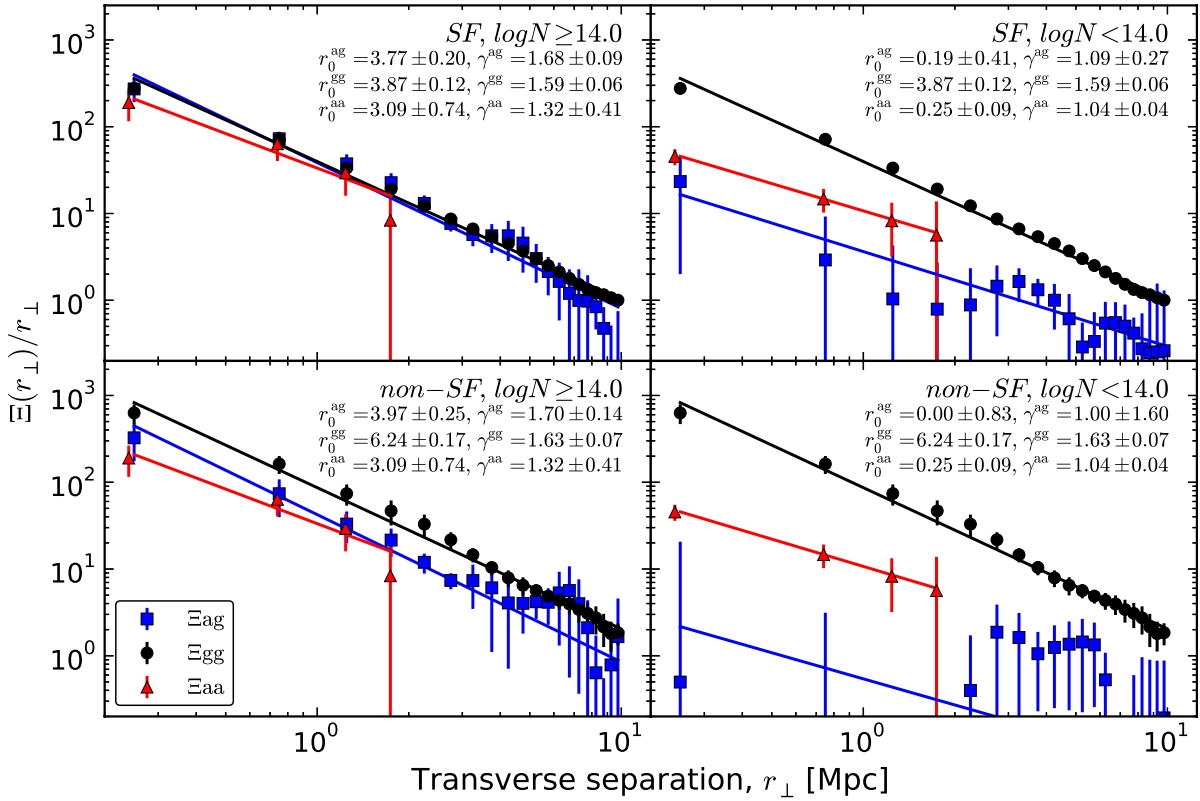 SF, logN ≥14.0
r₀ᵃᵍ =3.77±0.20, γᵃᵍ =1.68±0.09
r₀ᵍᵍ =3.87±0.12, γᵍᵍ =1.59±0.06
r₀ᵃᵃ =3.09±0.74, γᵃᵃ =1.32±0.41
SF, logN <14.0
r₀ᵃᵍ =0.19±0.41, γᵃᵍ =1.09±0.27
r₀ᵍᵍ =3.87±0.12, γᵍᵍ =1.59±0.06
r₀ᵃᵃ =0.25±0.09, γᵃᵃ =1.04±0.04
10³
10²
10¹
10⁰
Ξ(r⊥)/r⊥
non−SF, logN ≥14.0
r₀ᵃᵍ =3.97±0.25, γᵃᵍ =1.70±0.14
r₀ᵍᵍ =6.24±0.17, γᵍᵍ =1.63±0.07
r₀ᵃᵃ =3.09±0.74, γᵃᵃ =1.32±0.41
non−SF, logN <14.0
r₀ᵃᵍ =0.00±0.83, γᵃᵍ =1.00±1.60
r₀ᵍᵍ =6.24±0.17, γᵍᵍ =1.63±0.07
r₀ᵃᵃ =0.25±0.09, γᵃᵃ =1.04±0.04
10³
10²
10¹
10⁰
Ξag
Ξgg
Ξaa
10⁰ 10¹ 10⁰ 10¹
Transverse separation, r⊥ [Mpc]